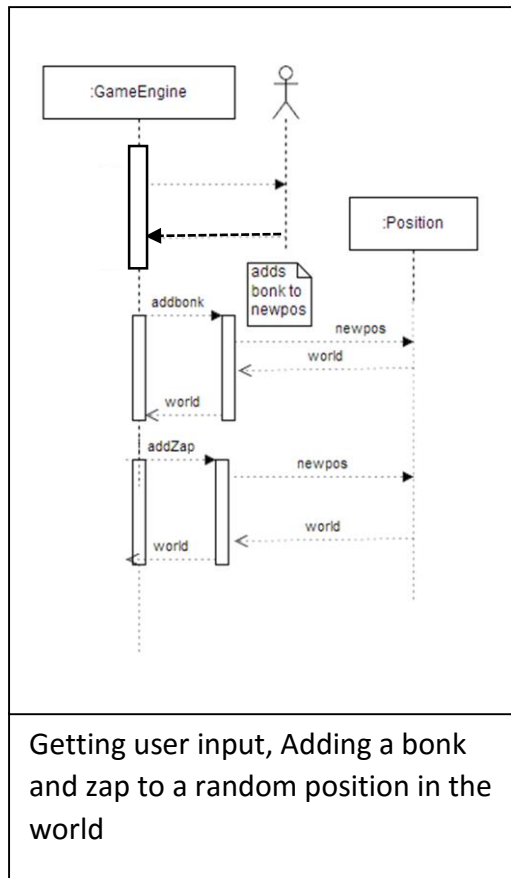 :GameEngine
:Position
adds
bonk to
newpos
addbonk
newpos
world
world
addZap
newpos
world
world
Getting user input, Adding a bonk
and zap to a random position in the
world